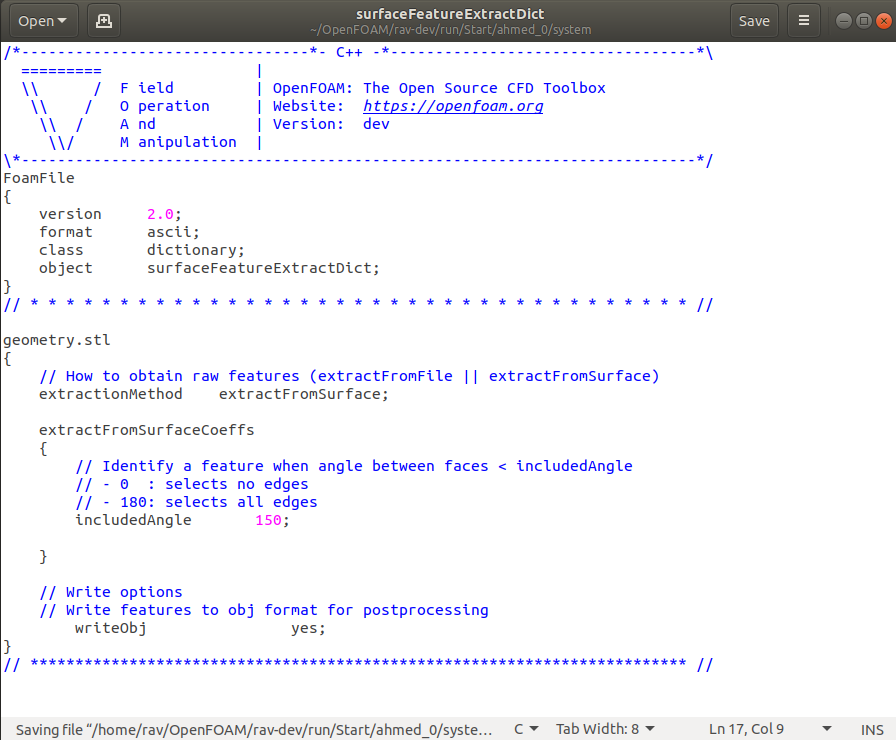 Open
surfaceFeatureExtractDict
~/OpenFOAM/rav-dev/run/Start/ahmed_0/system
Save
/*--------------------------------*- C++ -*----------------------------------*\
  =========                 |
  \\      /  F ield         | OpenFOAM: The Open Source CFD Toolbox
   \\    /   O peration     | Website:  https://openfoam.org
    \\  /    A nd           | Version:  dev
     \\/     M anipulation  |
\*---------------------------------------------------------------------------*/
FoamFile
{
    version     2.0;
    format      ascii;
    class       dictionary;
    object      surfaceFeatureExtractDict;
}
// * * * * * * * * * * * * * * * * * * * * * * * * * * * * * * * * * * * * * //
geometry.stl
{
    // How to obtain raw features (extractFromFile || extractFromSurface)
    extractionMethod    extractFromSurface;
    extractFromSurfaceCoeffs
    {
        // Identify a feature when angle between faces < includedAngle
        // - 0  : selects no edges
        // - 180: selects all edges
        includedAngle       150;
    }
    // Write options
    // Write features to obj format for postprocessing
        writeObj                yes;
}
// ************************************************************************* //
Saving file “/home/rav/OpenFOAM/rav-dev/run/Start/ahmed_0/syste…
C
Tab Width: 8
Ln 17, Col 9
INS